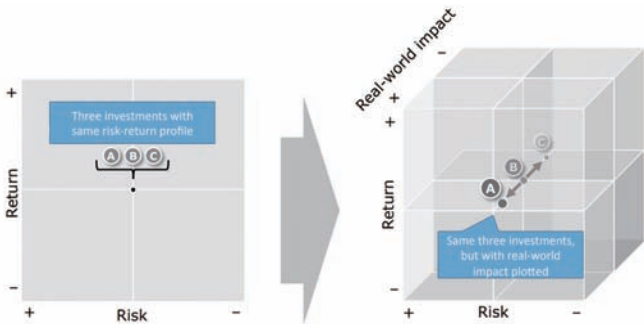 +
Three investments with
same risk-return profile
A B C
Return
−
+ Risk −
Real-world impact
−
+
+
C
B
A
Return
Same three investments,
but with real-world
impact plotted
−
+ Risk −